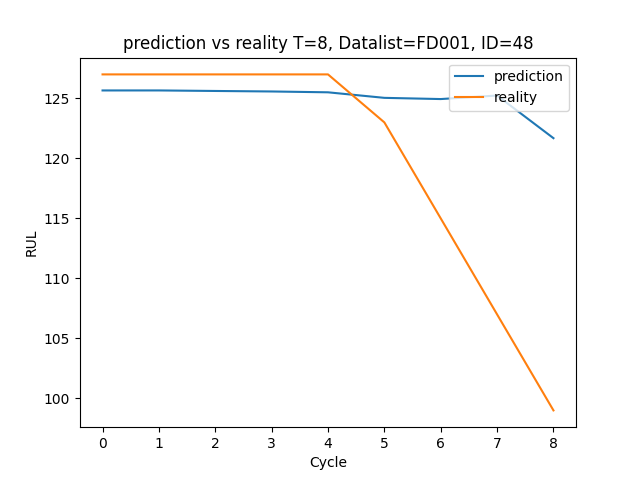 prediction vs reality T=8, Datalist=FD001, ID=48
prediction
reality
125
120
115
110
105
100
RUL
0 1 2 3 4 5 6 7 8
Cycle